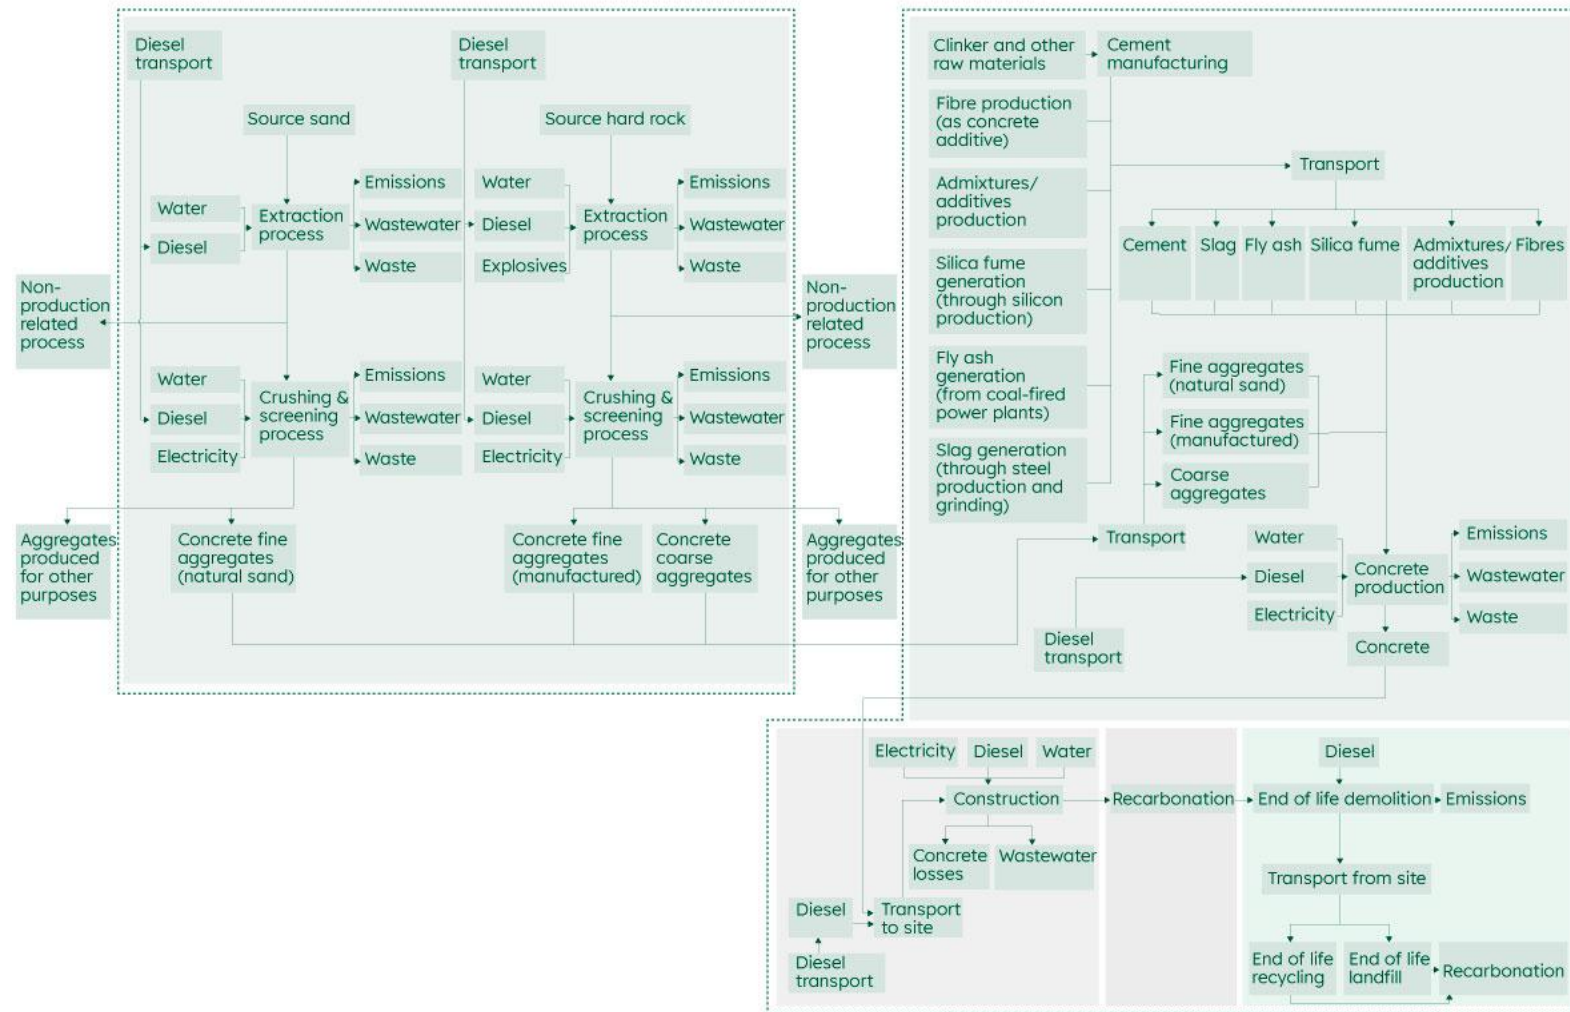 Diesel
transport
Diesel
transport
Source sand
Source hard rock
Water
Diesel
Extraction
process
Emissions
Wastewater
Waste
Water
Diesel
Explosives
Extraction
process
Emissions
Wastewater
Waste
Non-
production
related
process
Non-
production
related
process
Water
Diesel
Electricity
Crushing &
screening
process
Emissions
Wastewater
Waste
Water
Diesel
Electricity
Crushing &
screening
process
Emissions
Wastewater
Waste
Aggregates
produced
for other
purposes
Concrete fine
aggregates
(natural sand)
Concrete fine
aggregates
(manufactured)
Concrete
coarse
aggregates
Aggregates
produced
for other
purposes
Clinker and other
raw materials
Cement
manufacturing
Fibre production
(as concrete
additive)
Admixtures/
additives
production
Silica fume
generation
(through silicon
production)
Fly ash
generation
(from coal-fired
power plants)
Slag generation
(through steel
production and
grinding)
Transport
Cement
Slag
Fly ash
Silica fume
Admixtures/
additives
production
Fibres
Fine aggregates
(natural sand)
Fine aggregates
(manufactured)
Coarse
aggregates
Transport
Water
Diesel
Electricity
Concrete
production
Emissions
Wastewater
Waste
Diesel
transport
Concrete
Electricity
Diesel
Water
Construction
Concrete
losses
Wastewater
Diesel
Transport
to site
Diesel
transport
Recarbonation
Diesel
End of life demolition
Emissions
Transport from site
End of life
recycling
End of life
landfill
Recarbonation